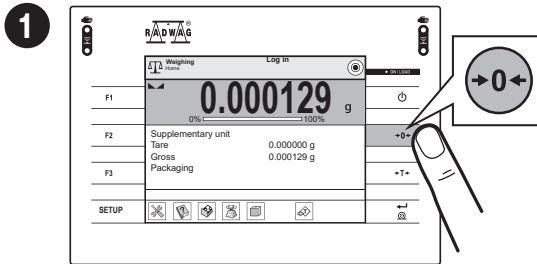 1
RADWAG®
Weighing
Home
Log in
ON / LOAD
F1
0.000129 g
0% 100%
F2
→0←
→0←
Supplementary unit
Tare 0.000000 g
Gross 0.000129 g
Packaging
F3
→T←
SETUP